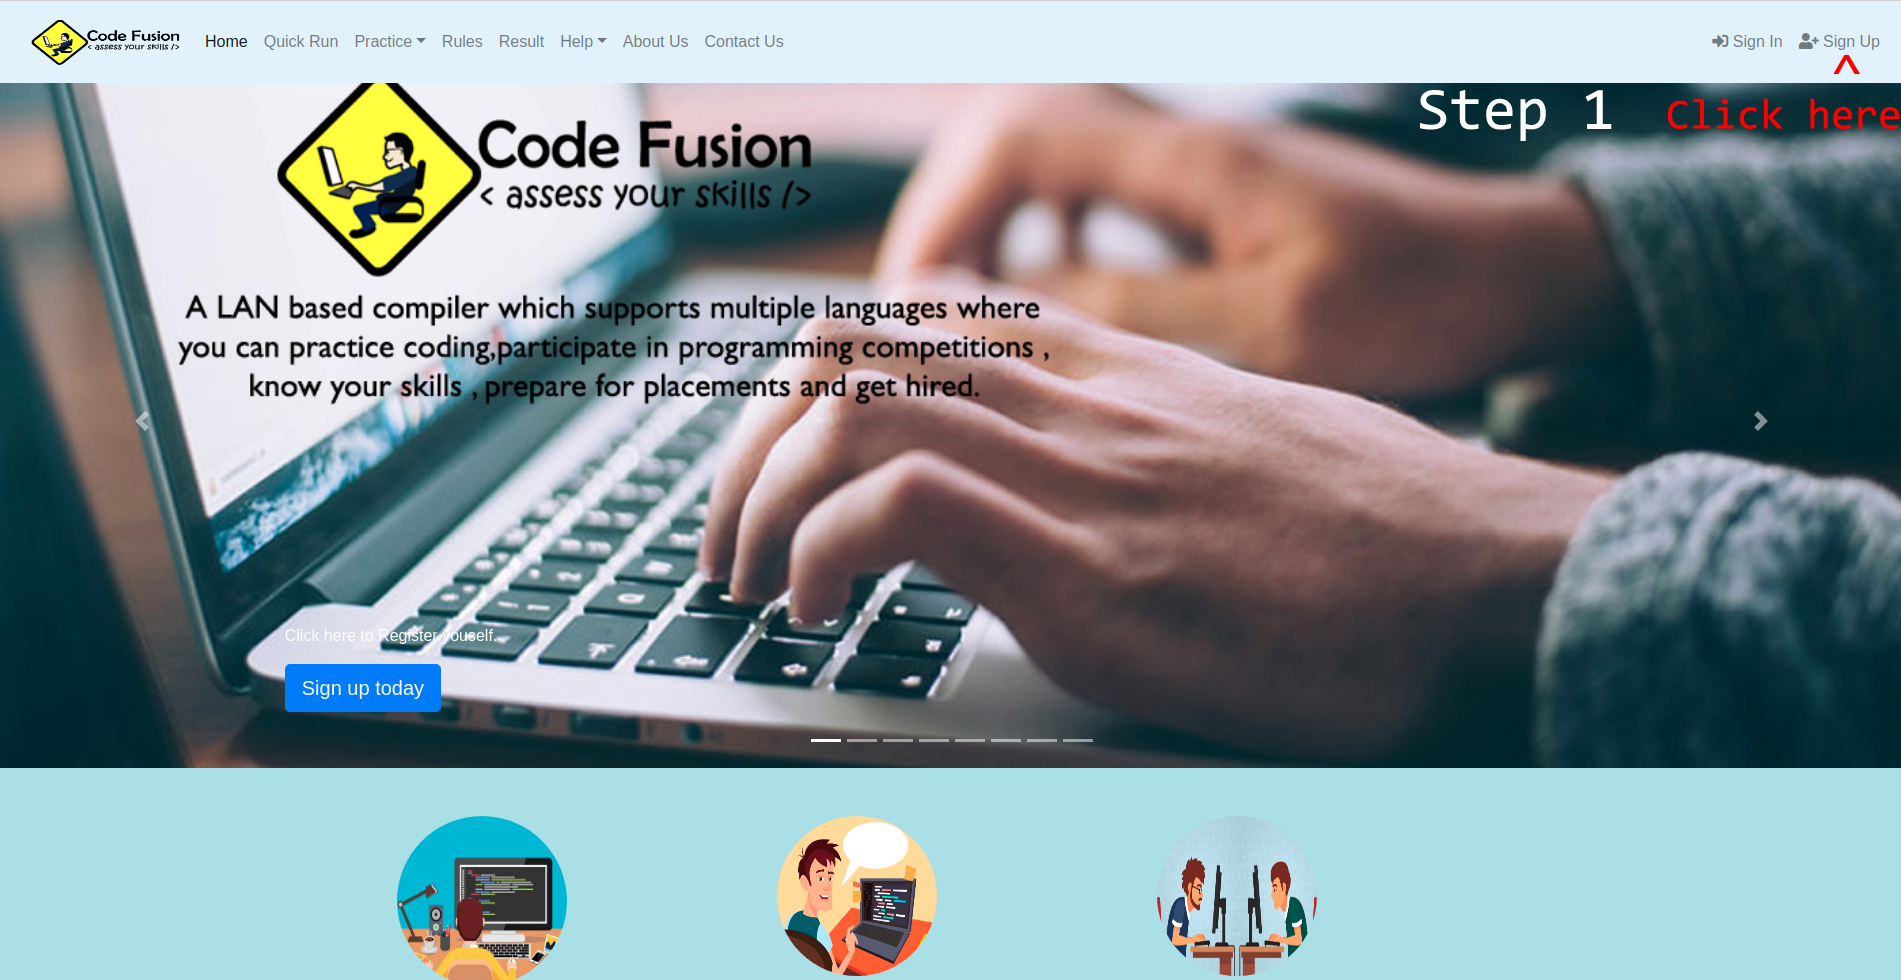 Code Fusion
< assess your skills />
Home Quick Run Practice Rules Result Help About Us Contact Us Sign In Sign Up
^
Step 1 Click here
Code Fusion
< assess your skills />
A LAN based compiler which supports multiple languages where
you can practice coding,participate in programming competitions ,
know your skills , prepare for placements and get hired.
Click here to Register youself.
Sign up today